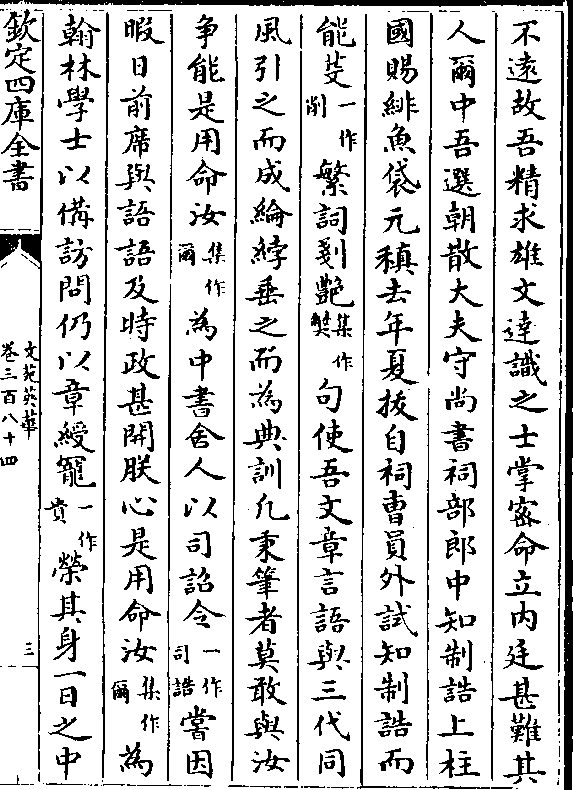 不遠故吾精求雄文達識之士掌密命立内廷甚難其
人爾中吾選朝散大夫守尚書祠部郎中知制誥上柱
國賜緋魚袋元稹去年夏拔自祠曹員外試知制誥而
能芟一作削繁詞剗艷集作弊句使吾文章言語與三代同
風引之而成綸綍垂之而為典訓凡秉筆者莫敢與汝
争能是用命汝集作爾為中書舍人以司詔令一作司誥嘗因
暇日前席與語語及時政甚開朕心是用命汝集作爾為
翰林學士以備訪問仍以章綬寵一作賁榮其身一日之中
欽定四庫全書
文苑英華
卷三百八十四
三